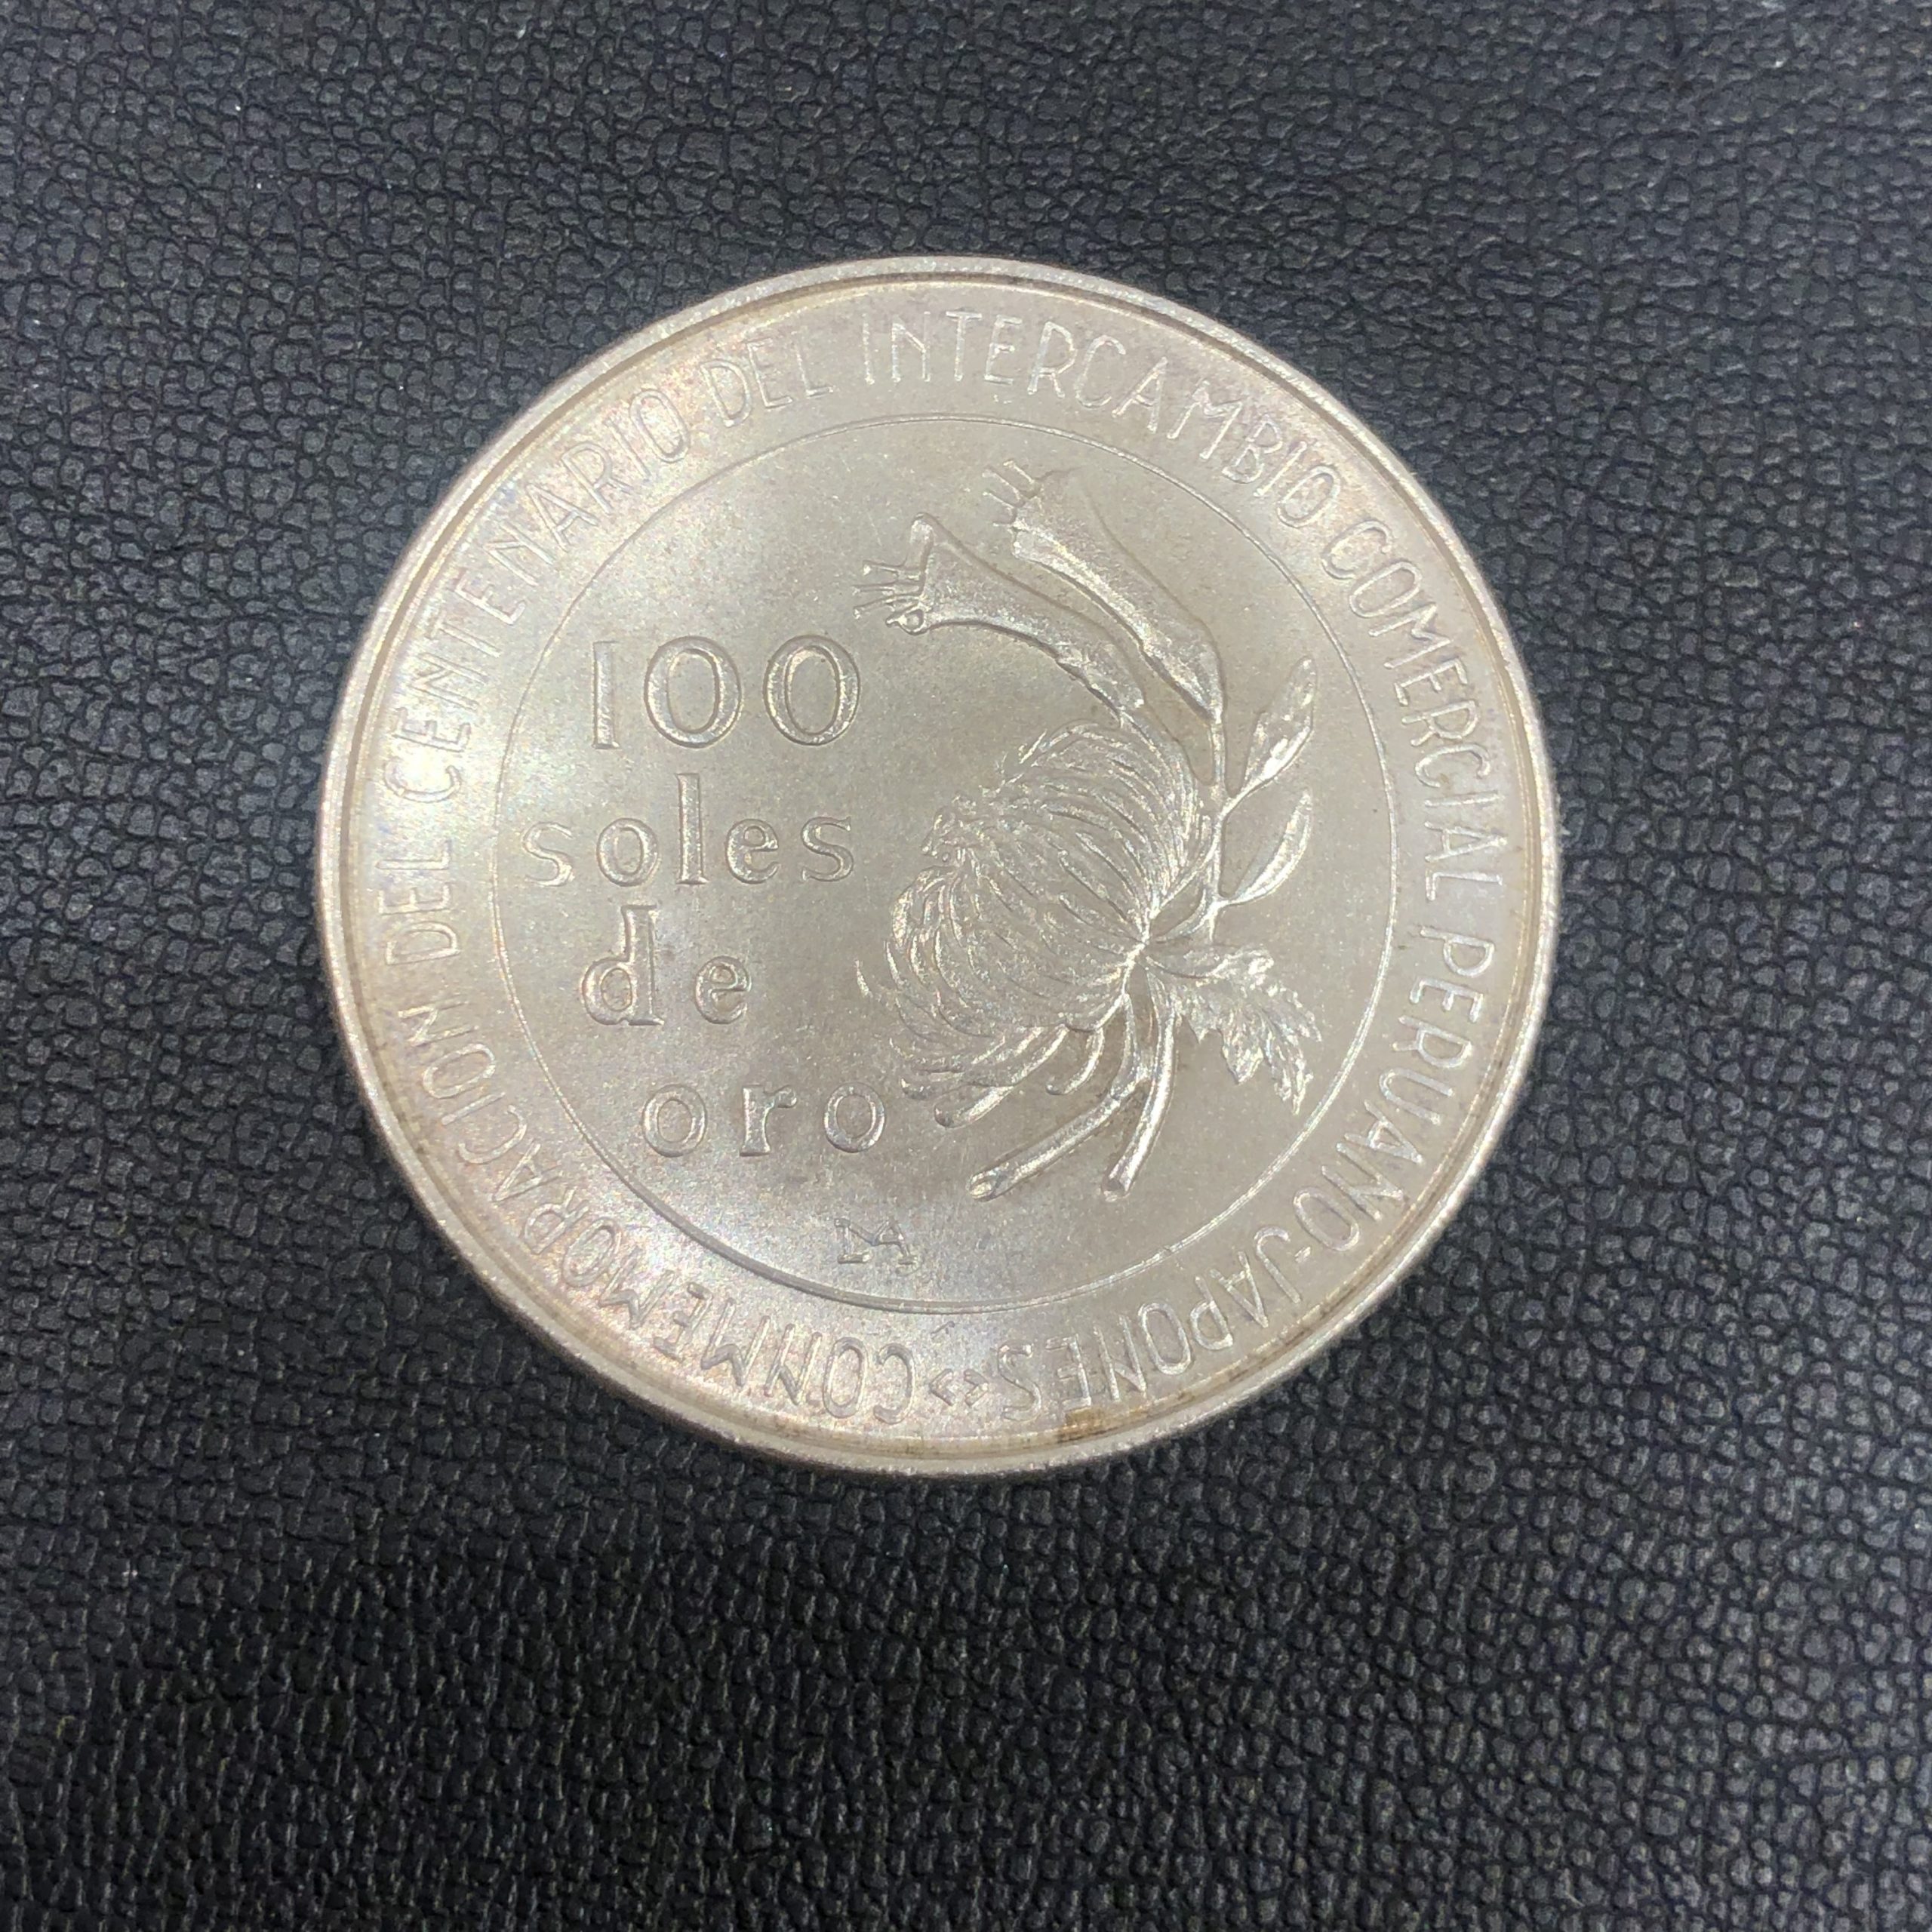 CONMEMORACION DEL CENTENARIO DEL INTERCAMBIO COMERCIAL PERUANO-JAPONES
100
soles
de
oro